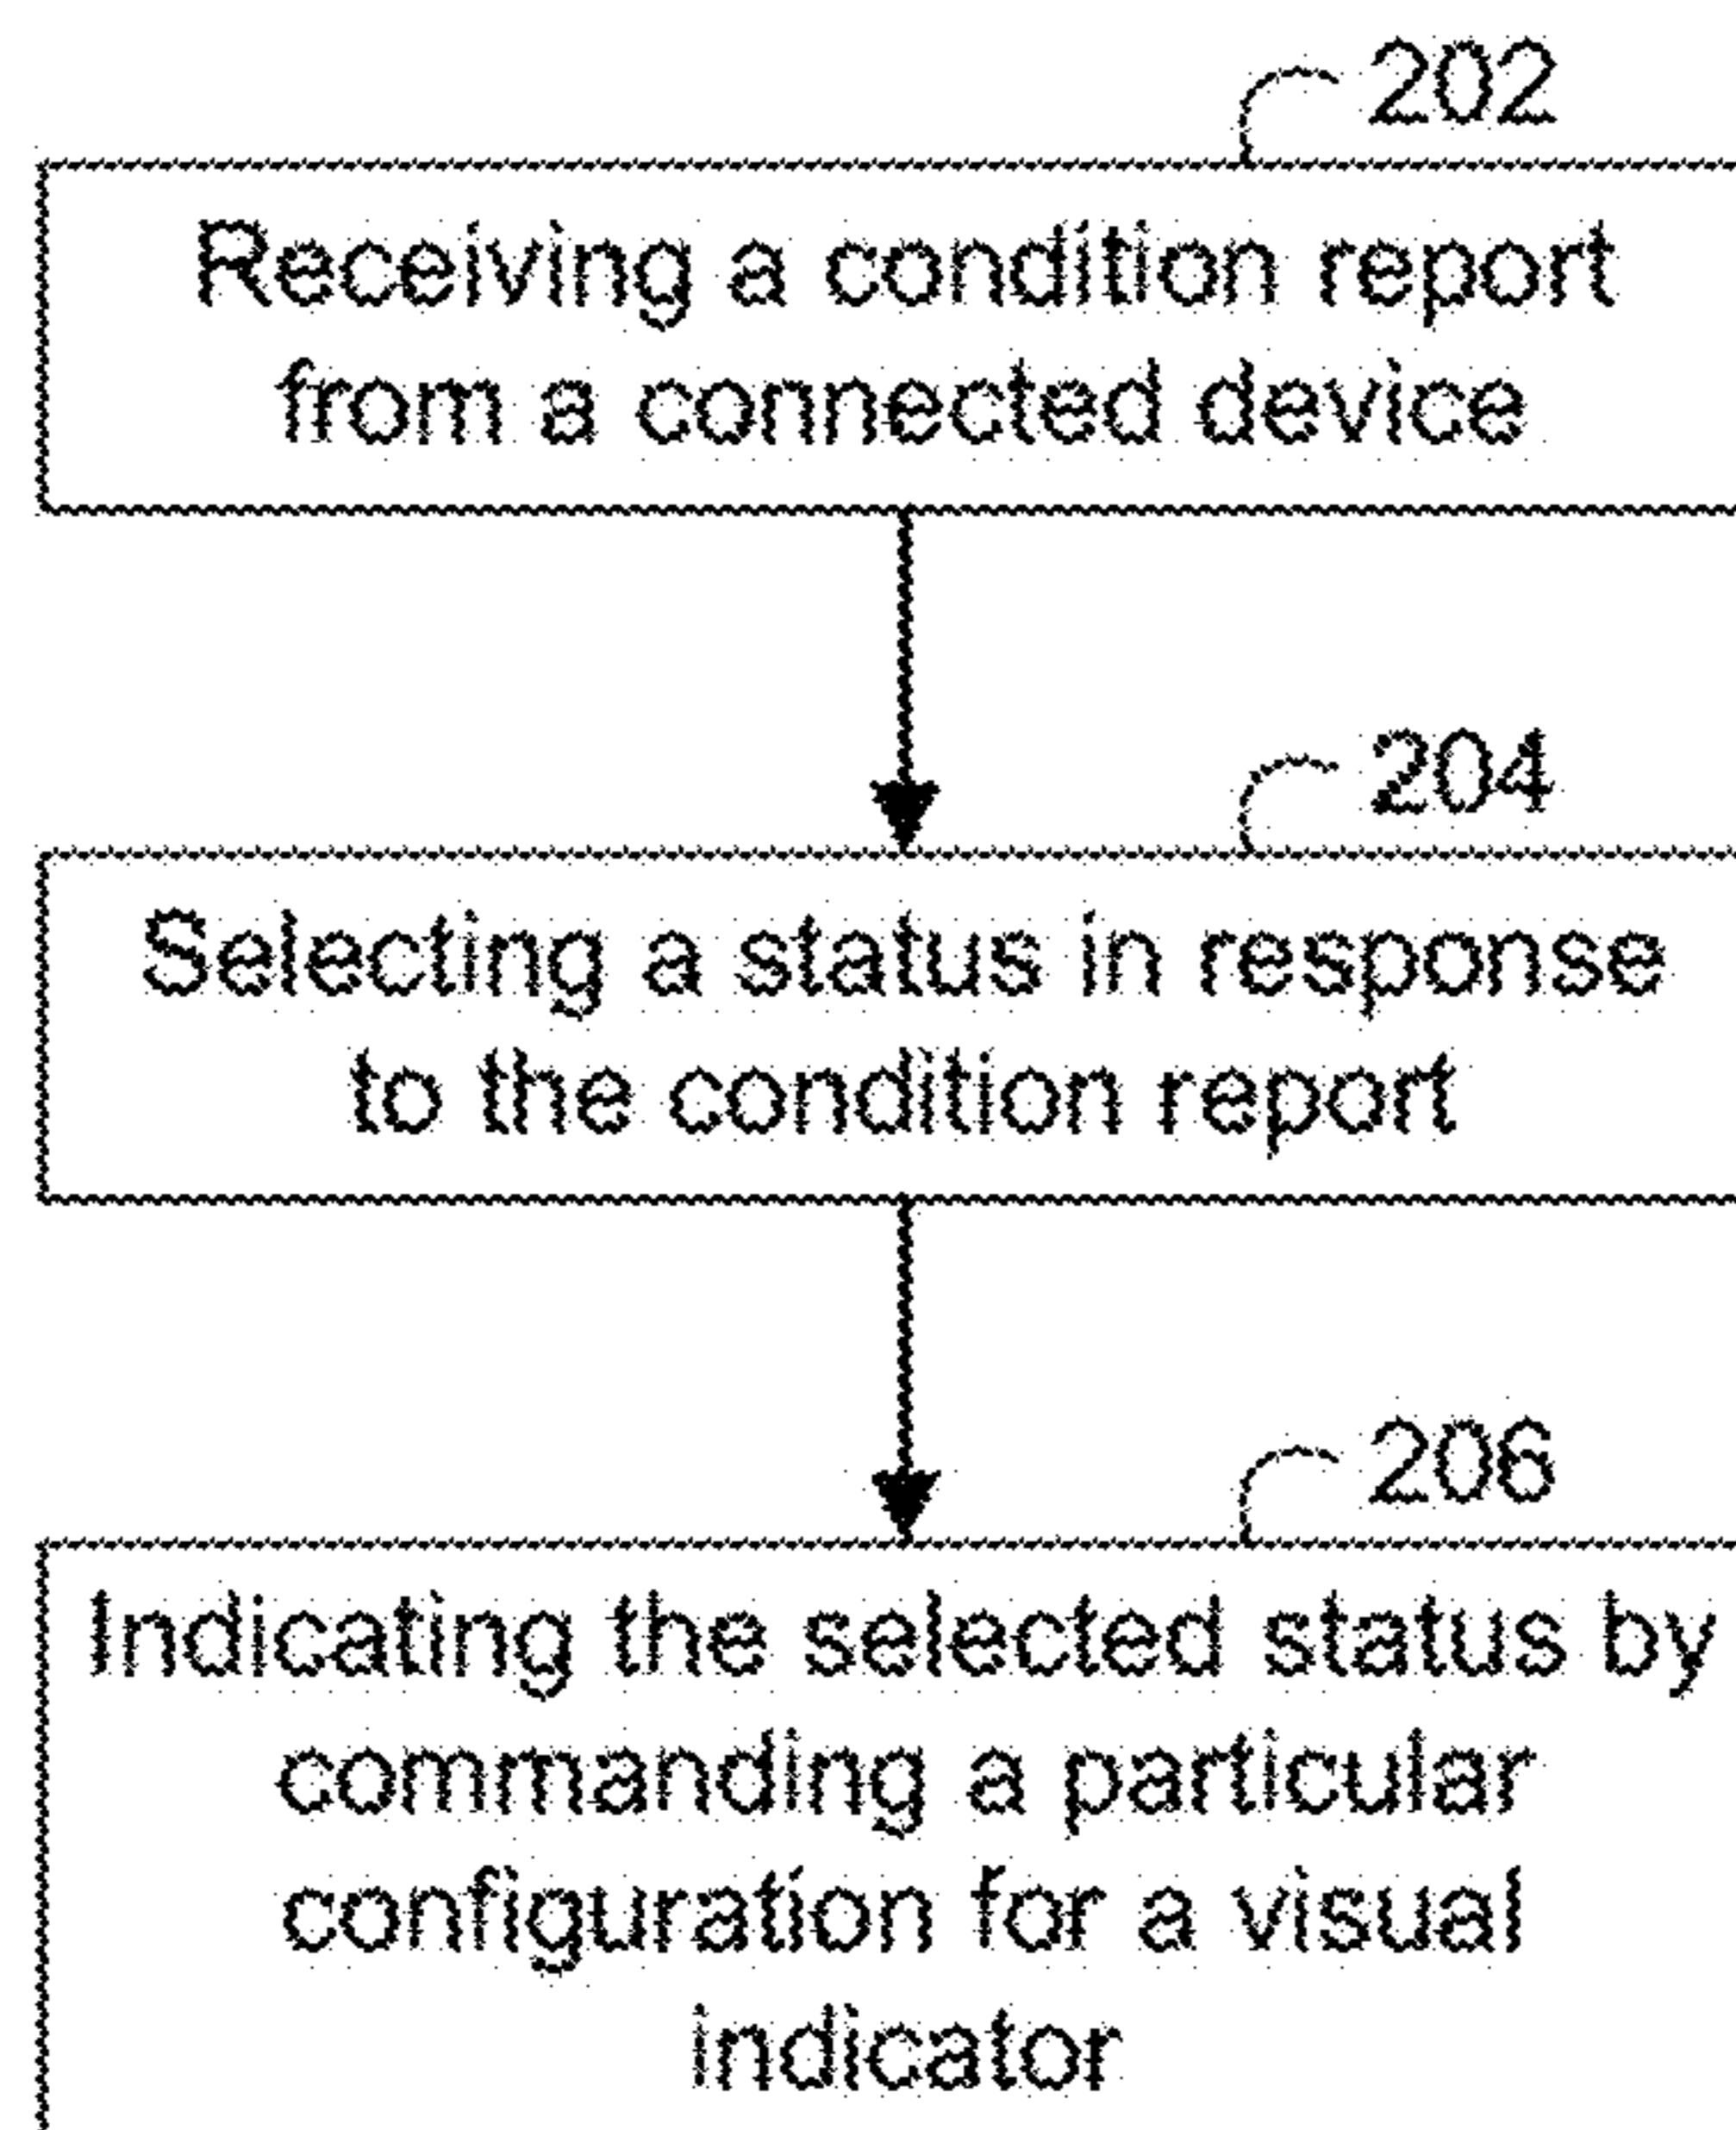 202
Receiving a condition report
from a connected device
204
Selecting a status in response
to the condition report
206
Indicating the selected status by
commanding a particular
configuration for a visual
indicator